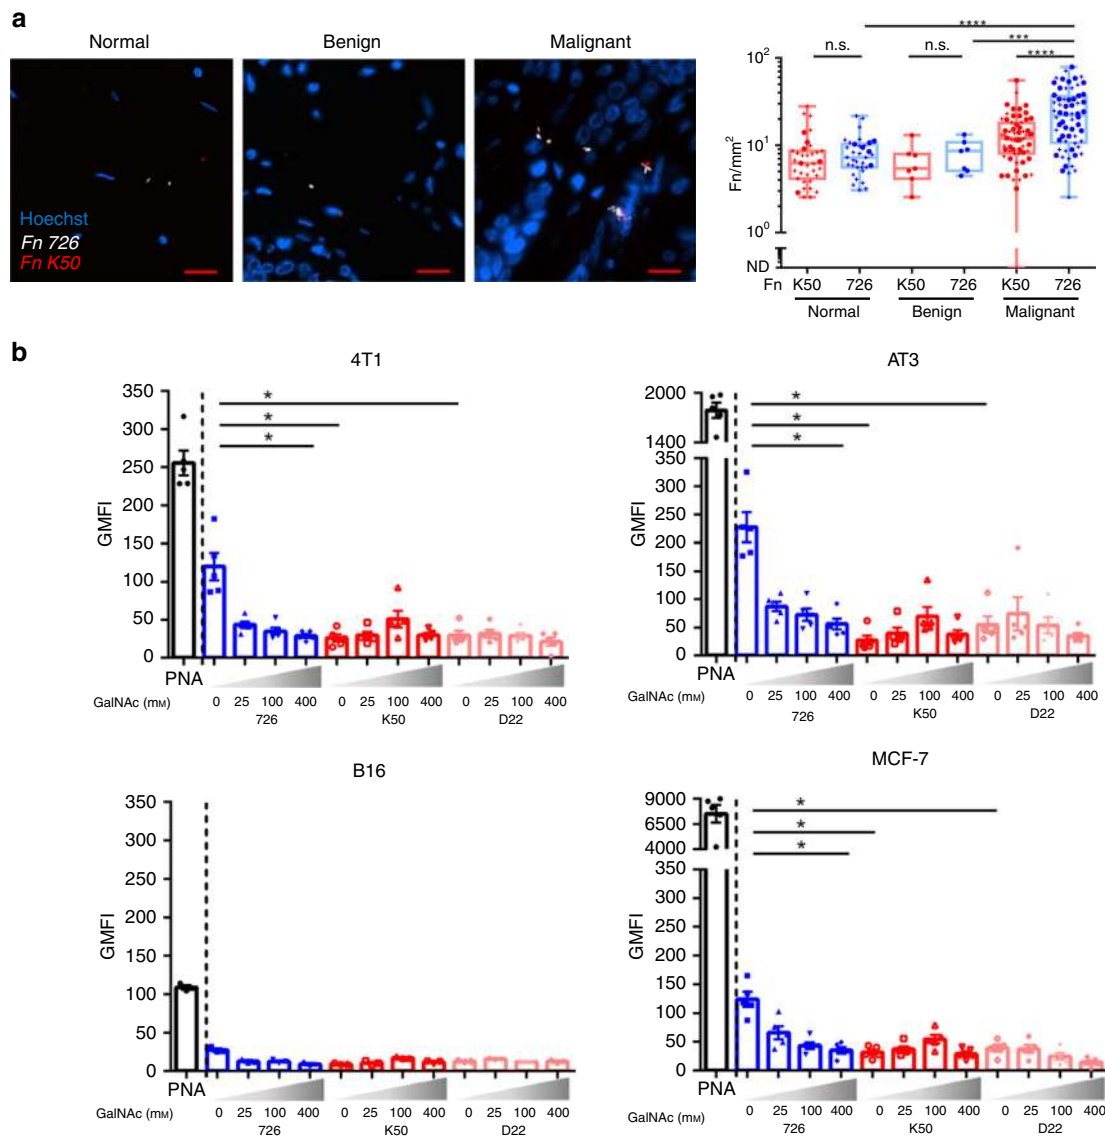 a
Normal
Benign
Malignant
Hoechst
Fn 726
Fn K50
****
***
n.s.
n.s.
****
Fn/mm²
10²
10¹
10⁰
ND
Fn
K50
726
K50
726
K50
726
Normal
Benign
Malignant
b
4T1
GMFI
350
300
250
200
150
100
50
0
*
*
*
PNA
GalNAc (mM)
0 25 100 400 0 25 100 400 0 25 100 400
726
K50
D22
AT3
GMFI
2000
1400
350
300
250
200
150
100
50
0
*
*
*
PNA
GalNAc (mM)
0 25 100 400 0 25 100 400 0 25 100 400
726
K50
D22
B16
GMFI
350
300
250
200
150
100
50
0
PNA
GalNAc (mM)
0 25 100 400 0 25 100 400 0 25 100 400
726
K50
D22
MCF-7
GMFI
9000
6500
4000
350
300
250
200
150
100
50
0
*
*
*
PNA
GalNAc (mM)
0 25 100 400 0 25 100 400 0 25 100 400
726
K50
D22